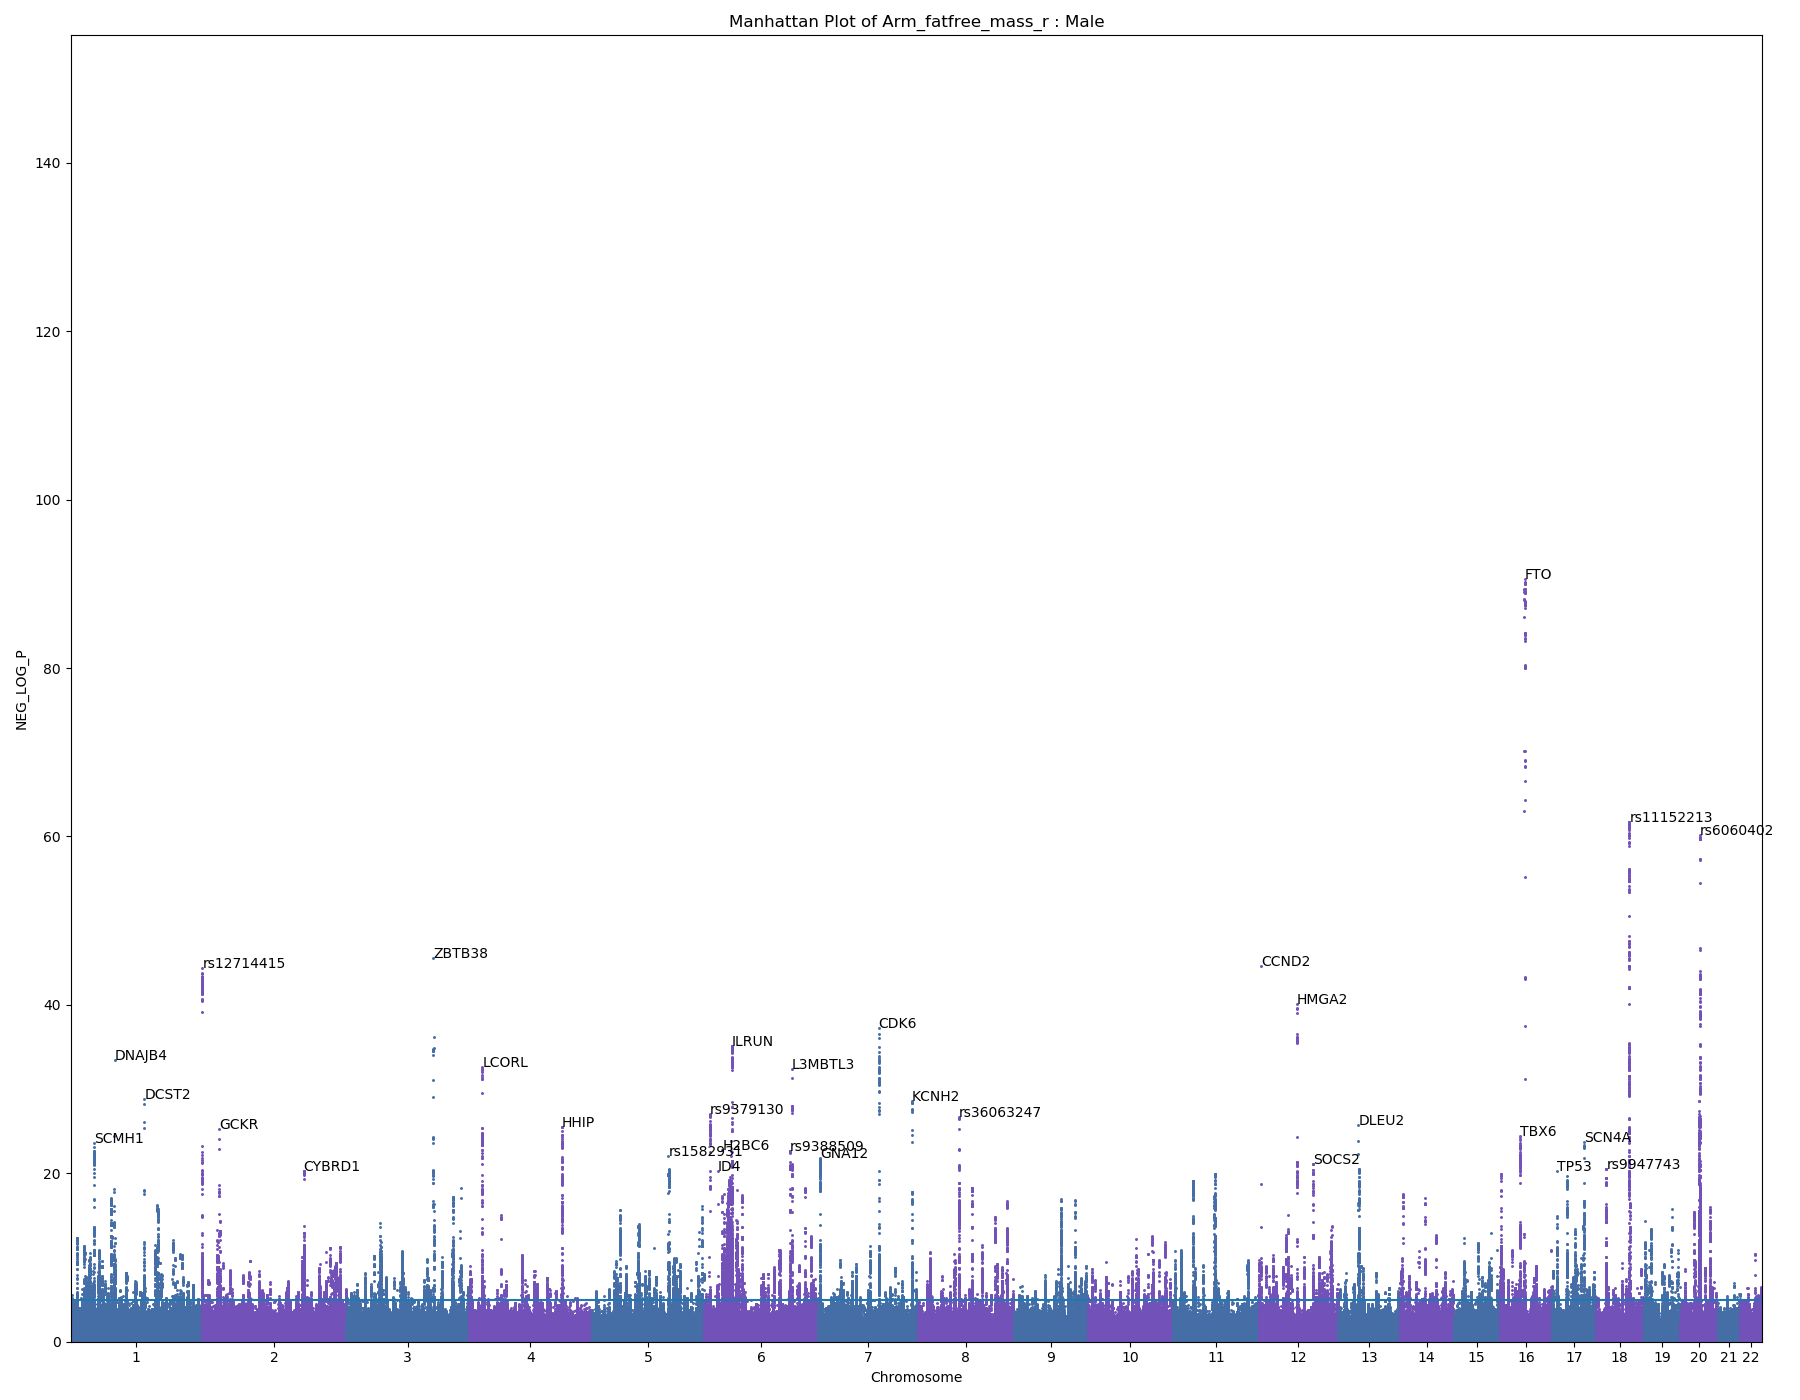 Manhattan Plot of Arm_fatfree_mass_r : Male
NEG_LOG_P
140
120
100
80
60
40
20
0
FTO
rs11152213
rs6060402
ZBTB38
rs12714415
CCND2
HMGA2
CDK6
ILRUN
DNAJB4
LCORL
L3MBTL3
DCST2
KCNH2
rs9379130
rs36063247
GCKR
HHIP
DLEU2
TBX6
SCMH1
SCN4A
H2BC6
rs9388509
rs1582931
GNA12
SOCS2
CYBRD1
JD4
TP53
rs9947743
1 2 3 4 5 6 7 8 9 10 11 12 13 14 15 16 17 18 19 20 21 22
Chromosome